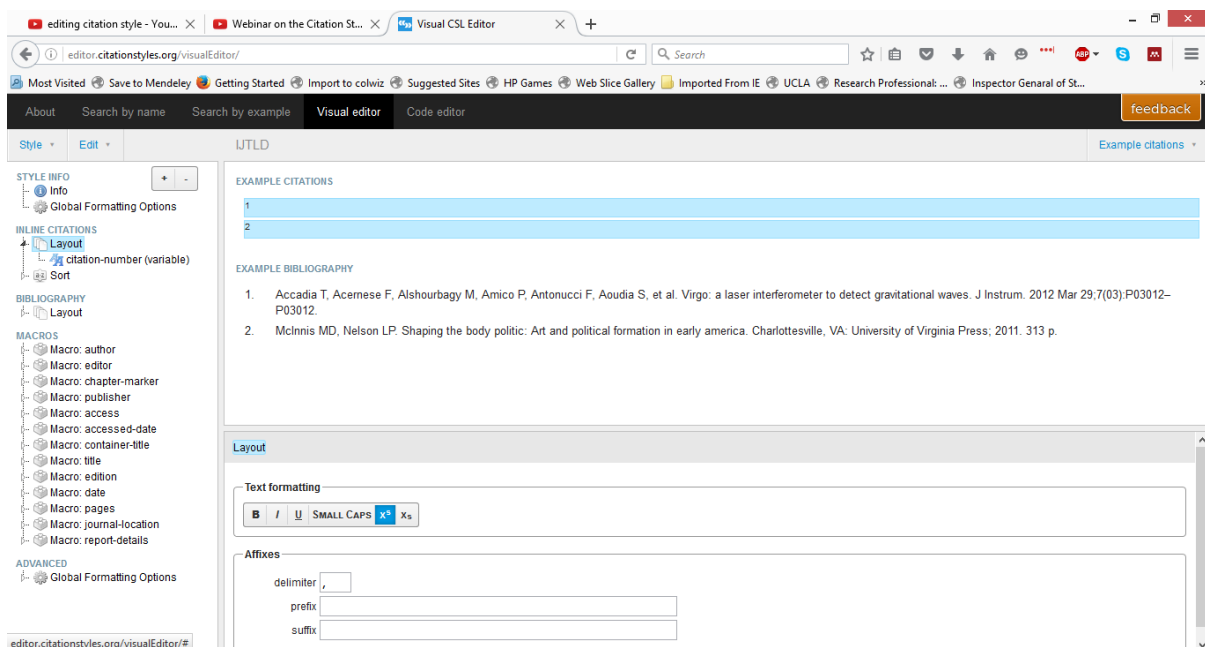 editing citation style - You... Webinar on the Citation St... Visual CSL Editor
editor.citationstyles.org/visualEditor/ Search ABP
Most Visited Save to Mendeley Getting Started Import to colwiz Suggested Sites HP Games Web Slice Gallery Imported From IE UCLA Research Professional: ... Inspector Genaral of St...
About Search by name Search by example Visual editor Code editor feedback
Style Edit IJTLD Example citations
STYLE INFO + -
Info
Global Formatting Options
INLINE CITATIONS
Layout
citation-number (variable)
Sort
BIBLIOGRAPHY
Layout
MACROS
Macro: author
Macro: editor
Macro: chapter-marker
Macro: publisher
Macro: access
Macro: accessed-date
Macro: container-title
Macro: title
Macro: edition
Macro: date
Macro: pages
Macro: journal-location
Macro: report-details
ADVANCED
Global Formatting Options
editor.citationstyles.org/visualEditor/#
EXAMPLE CITATIONS
1
2
EXAMPLE BIBLIOGRAPHY
1. Accadia T, Acernese F, Alshourbagy M, Amico P, Antonucci F, Aoudia S, et al. Virgo: a laser interferometer to detect gravitational waves. J Instrum. 2012 Mar 29;7(03):P03012–
P03012.
2. McInnis MD, Nelson LP. Shaping the body politic: Art and political formation in early america. Charlottesville, VA: University of Virginia Press; 2011. 313 p.
Layout
Text formatting
B I U SMALL CAPS X^S X_S
Affixes
delimiter ,
prefix
suffix